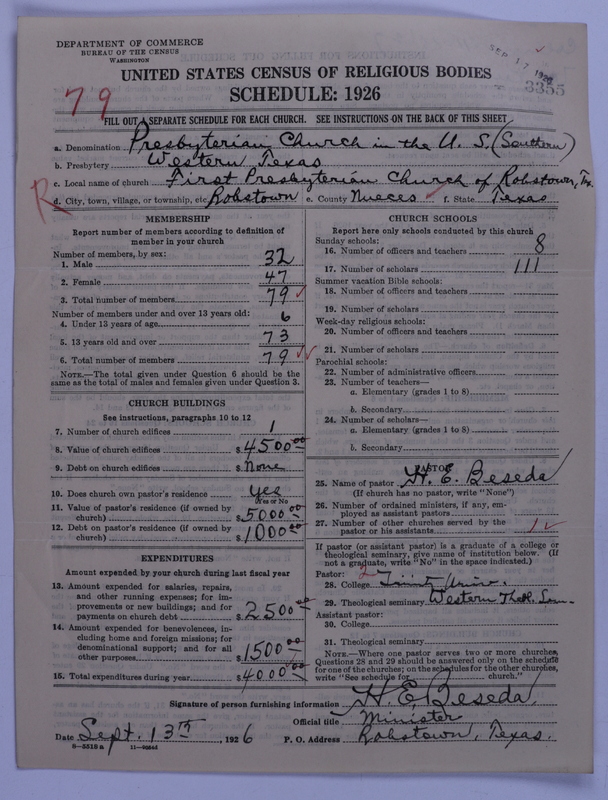 DEPARTMENT OF COMMERCE
BUREAU OF THE CENSUS
WASHINGTON
SEP 17 1926
3355
UNITED STATES CENSUS OF RELIGIOUS BODIES
SCHEDULE: 1926
79
FILL OUT A SEPARATE SCHEDULE FOR EACH CHURCH. SEE INSTRUCTIONS ON THE BACK OF THIS SHEET
a. Denomination Presbyterian Church in the U. S. (Southern)
b. Presbytery Western Texas
c. Local name of church First Presbyterian Church of Robstown, Tx.
R
d. City, town, village, or township, etc. Robstown e. County Nueces f. State Texas
MEMBERSHIP
Report number of members according to definition of
member in your church
Number of members, by sex:
1. Male 32
2. Female 47
3. Total number of members 79
Number of members under and over 13 years old:
4. Under 13 years of age 6
5. 13 years old and over 73
6. Total number of members 79
NOTE.—The total given under Question 6 should be the
same as the total of males and females given under Question 3.
CHURCH BUILDINGS
See instructions, paragraphs 10 to 12
7. Number of church edifices 1
8. Value of church edifices $4500 00
9. Debt on church edifices $None
10. Does church own pastor's residence yes
Yes or No
11. Value of pastor's residence (if owned by
church) $5000 00
12. Debt on pastor's residence (if owned by
church) $1000 00
EXPENDITURES
Amount expended by your church during last fiscal year
13. Amount expended for salaries, repairs,
and other running expenses; for im-
provements or new buildings; and for
payments on church debt $2500 00
14. Amount expended for benevolences, in-
cluding home and foreign missions; for
denominational support; and for all
other purposes $1500 00
15. Total expenditures during year $4000 00
CHURCH SCHOOLS
Report here only schools conducted by this church
Sunday schools:
16. Number of officers and teachers 8
17. Number of scholars 111
Summer vacation Bible schools:
18. Number of officers and teachers
19. Number of scholars
Week-day religious schools:
20. Number of officers and teachers
21. Number of scholars
Parochial schools:
22. Number of administrative officers
23. Number of teachers—
a. Elementary (grades 1 to 8)
b. Secondary
24. Number of scholars—
a. Elementary (grades 1 to 8)
b. Secondary
PASTOR
25. Name of pastor H. E. Beseda
(If church has no pastor, write "None")
26. Number of ordained ministers, if any, em-
ployed as assistant pastors
27. Number of other churches served by the
pastor or his assistants 1
If pastor (or assistant pastor) is a graduate of a college or
theological seminary, give name of institution below. (If
not a graduate, write "No" in the space indicated.)
Pastor: 2
28. College Univ.
29. Theological seminary Western Theol. Sem.
Assistant pastor:
30. College
31. Theological seminary
NOTE.—Where one pastor serves two or more churches,
Questions 28 and 29 should be answered only on the schedule
for one of the churches; on the schedules for the other churches,
write "See schedule for church."
Signature of person furnishing information H. E. Beseda
Official title Minister
Date Sept. 13th, 1926 P. O. Address Robstown, Texas.
8—5519 a